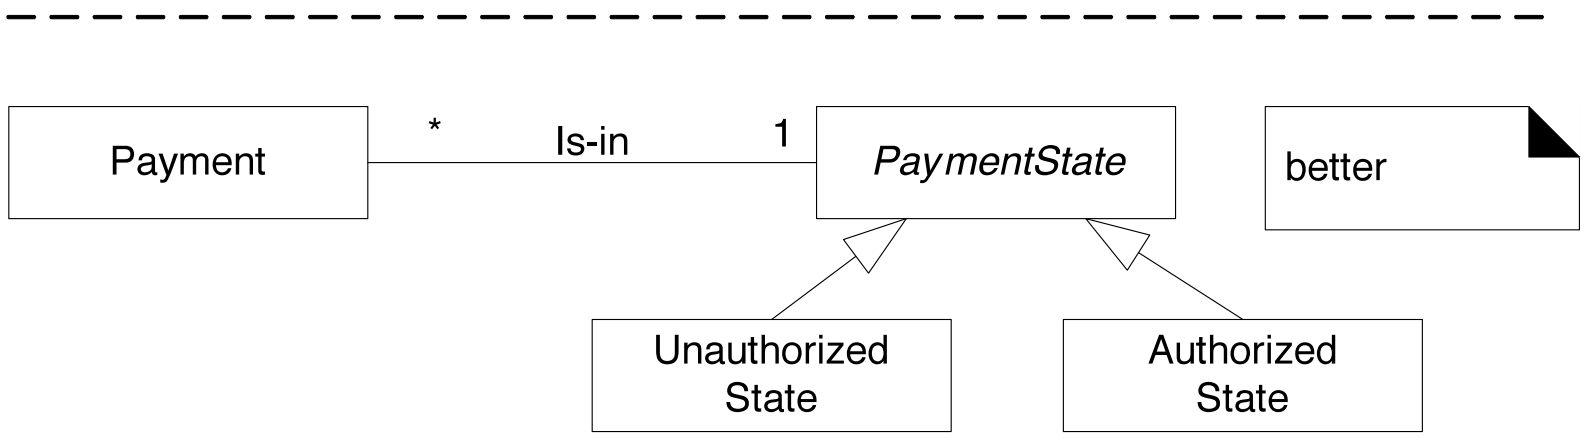 Payment
*
Is-in
1
PaymentState
better
Unauthorized
State
Authorized
State